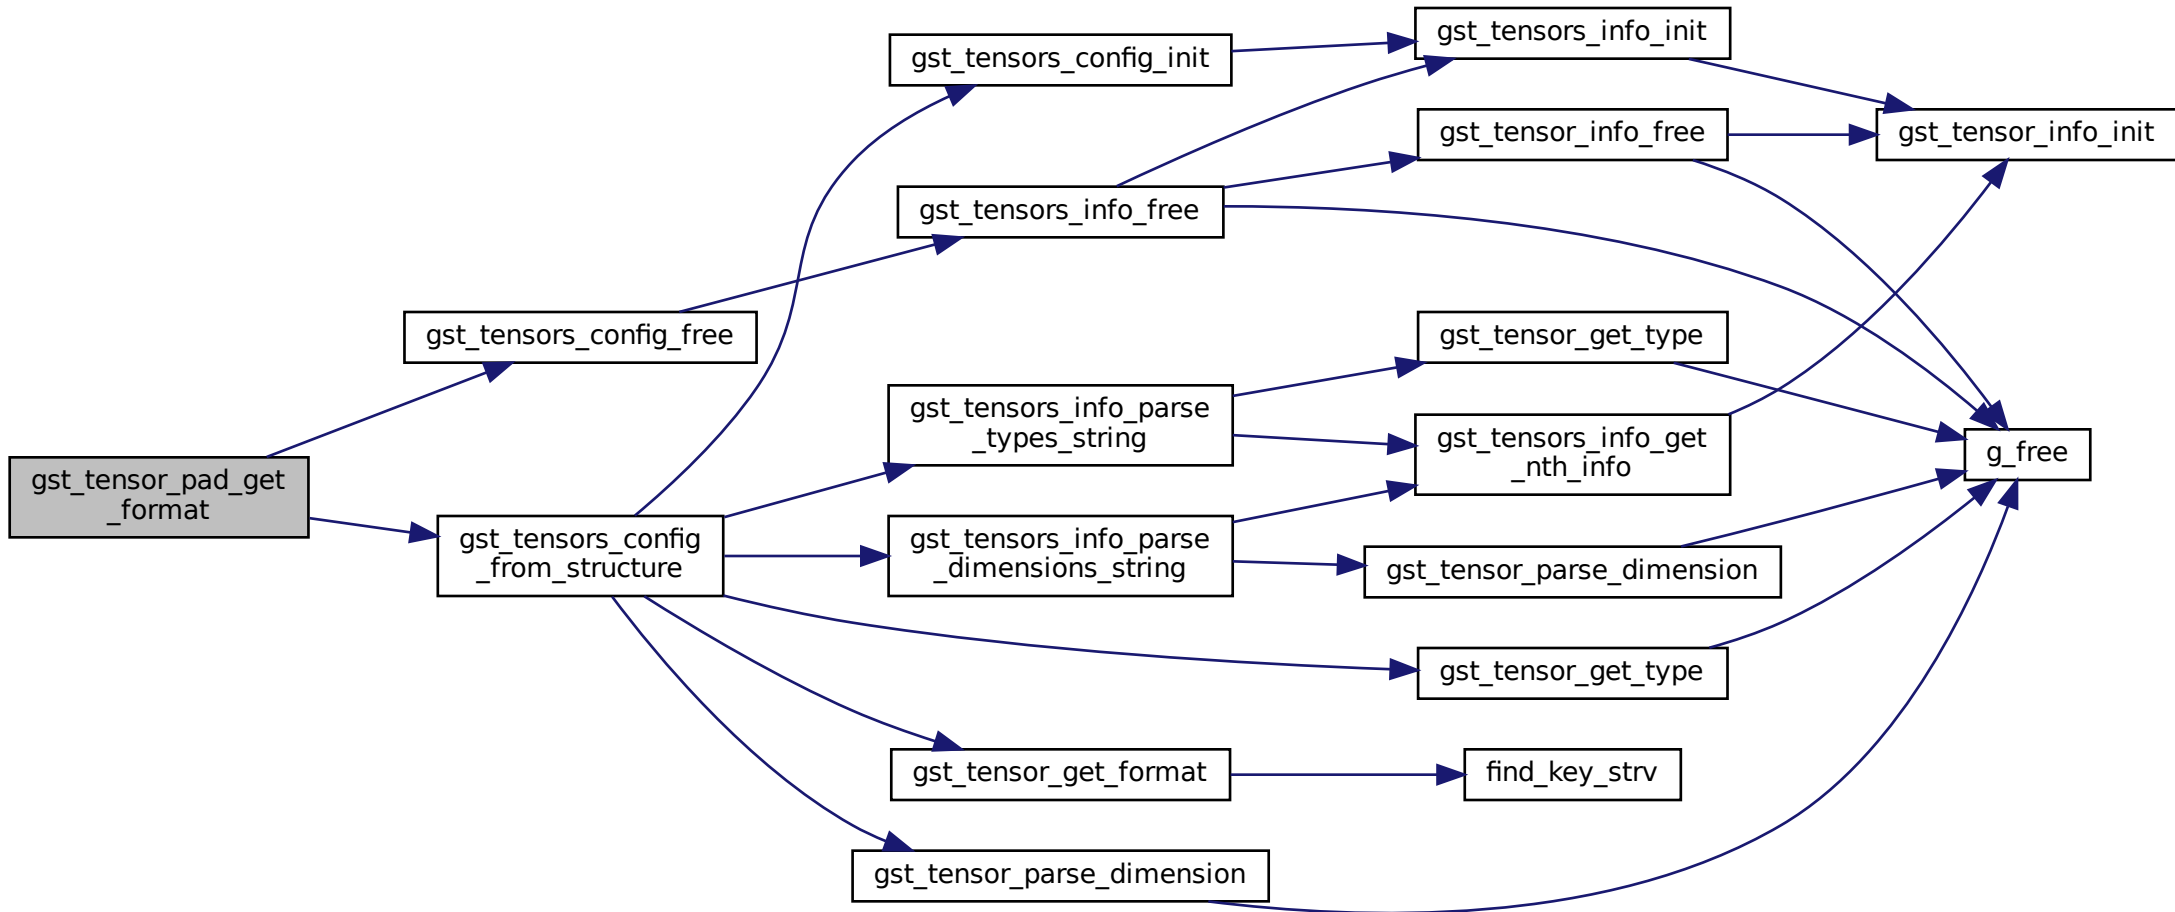 gst_tensor_pad_get
_format
gst_tensors_config_free
gst_tensors_config
_from_structure
gst_tensors_config_init
gst_tensors_info_free
gst_tensors_info_parse
_types_string
gst_tensors_info_parse
_dimensions_string
gst_tensor_get_format
gst_tensor_parse_dimension
gst_tensors_info_init
gst_tensor_info_free
gst_tensor_get_type
gst_tensors_info_get
_nth_info
gst_tensor_parse_dimension
gst_tensor_get_type
find_key_strv
gst_tensor_info_init
g_free